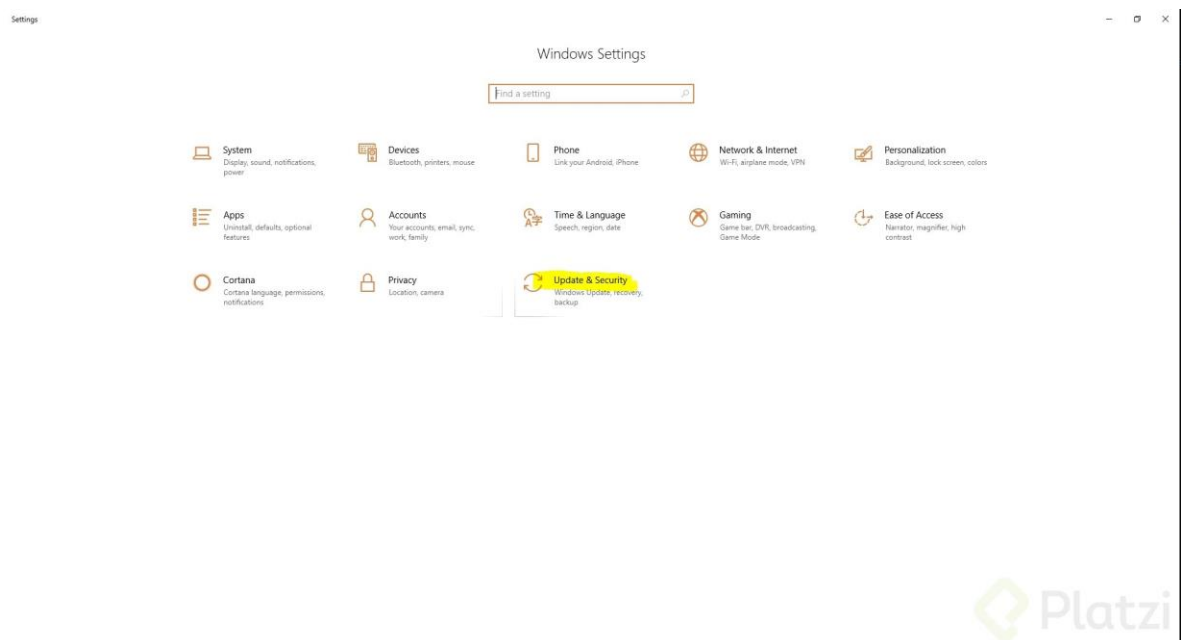 Settings
Windows Settings
Find a setting
System
Display, sound, notifications,
power
Devices
Bluetooth, printers, mouse
Phone
Link your Android, iPhone
Network & Internet
Wi-Fi, airplane mode, VPN
Personalization
Background, lock screen, colors
Apps
Uninstall, defaults, optional
features
Accounts
Your accounts, email, sync,
work, family
Time & Language
Speech, region, date
Gaming
Game bar, DVR, broadcasting,
Game Mode
Ease of Access
Narrator, magnifier, high
contrast
Cortana
Cortana language, permissions,
notifications
Privacy
Location, camera
Update & Security
Windows Update, recovery,
backup
Platzi